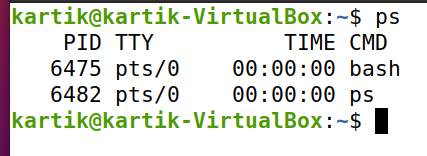 kartik@kartik-VirtualBox:~$ ps
    PID TTY          TIME CMD
   6475 pts/0    00:00:00 bash
   6482 pts/0    00:00:00 ps
kartik@kartik-VirtualBox:~$